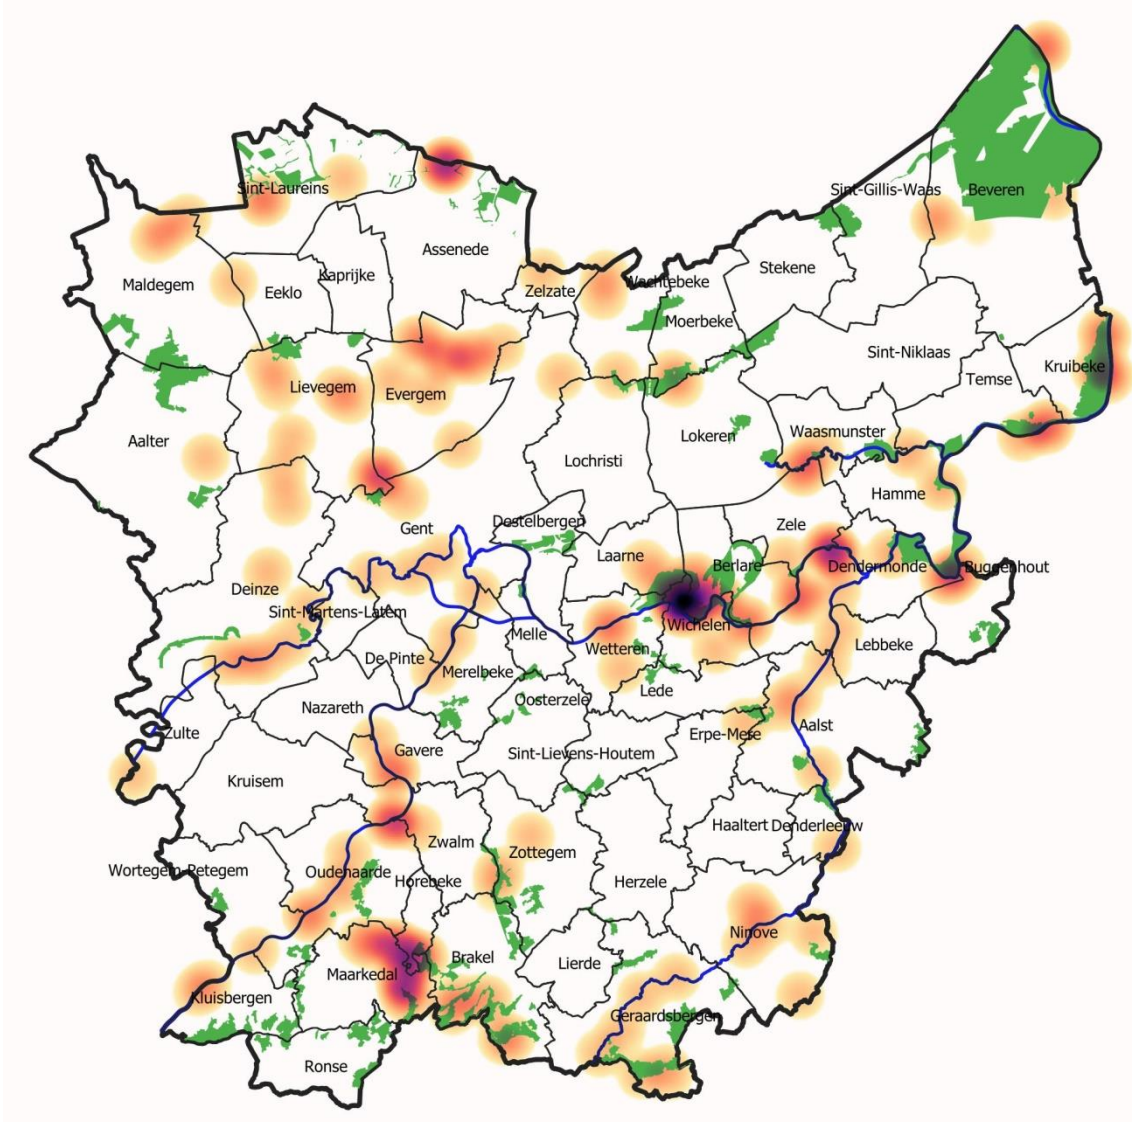 Sint-Laureins
Sint-Gillis-Waas
Beveren
Assenede
Maldegem
Eeklo
Kaprijke
Zelzate
Wachtebeke
Stekene
Moerbeke
Sint-Niklaas
Lievegem
Evergem
Temse
Kruibeke
Aalter
Lokeren
Waasmunster
Lochristi
Hamme
Gent
Destelbergen
Zele
Laarne
Berlare
Dendermonde
Buggenhout
Deinze
Sint-Martens-Latem
Melle
Wichelen
Wetteren
Lebbeke
De Pinte
Merelbeke
Lede
Nazareth
Oosterzele
Zulte
Gavere
Sint-Lievens-Houtem
Erpe-Mere
Aalst
Kruisem
Zwalm
Zottegem
Haaltert
Denderleeuw
Wortegem-Petegem
Oudenaarde
Horebeke
Herzele
Ninove
Maarkedal
Brakel
Lierde
Kluisbergen
Geraardsbergen
Ronse